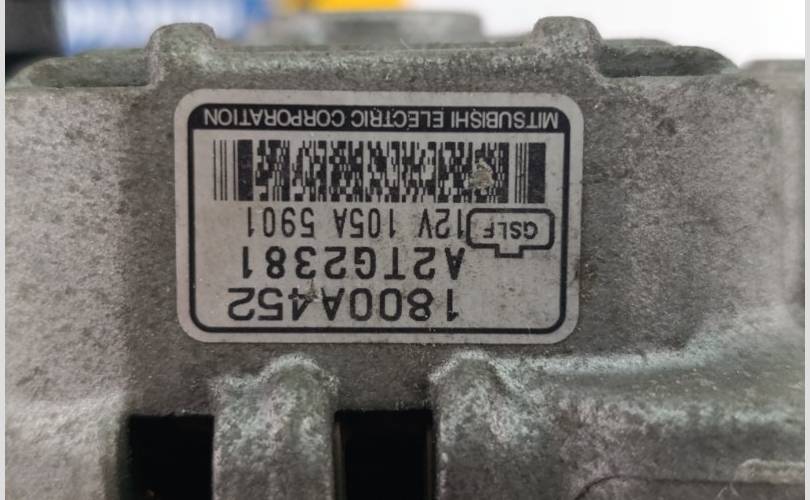 1800A452
A2TG2381
GSLF 12V 105A 5901
MITSUBISHI ELECTRIC CORPORATION